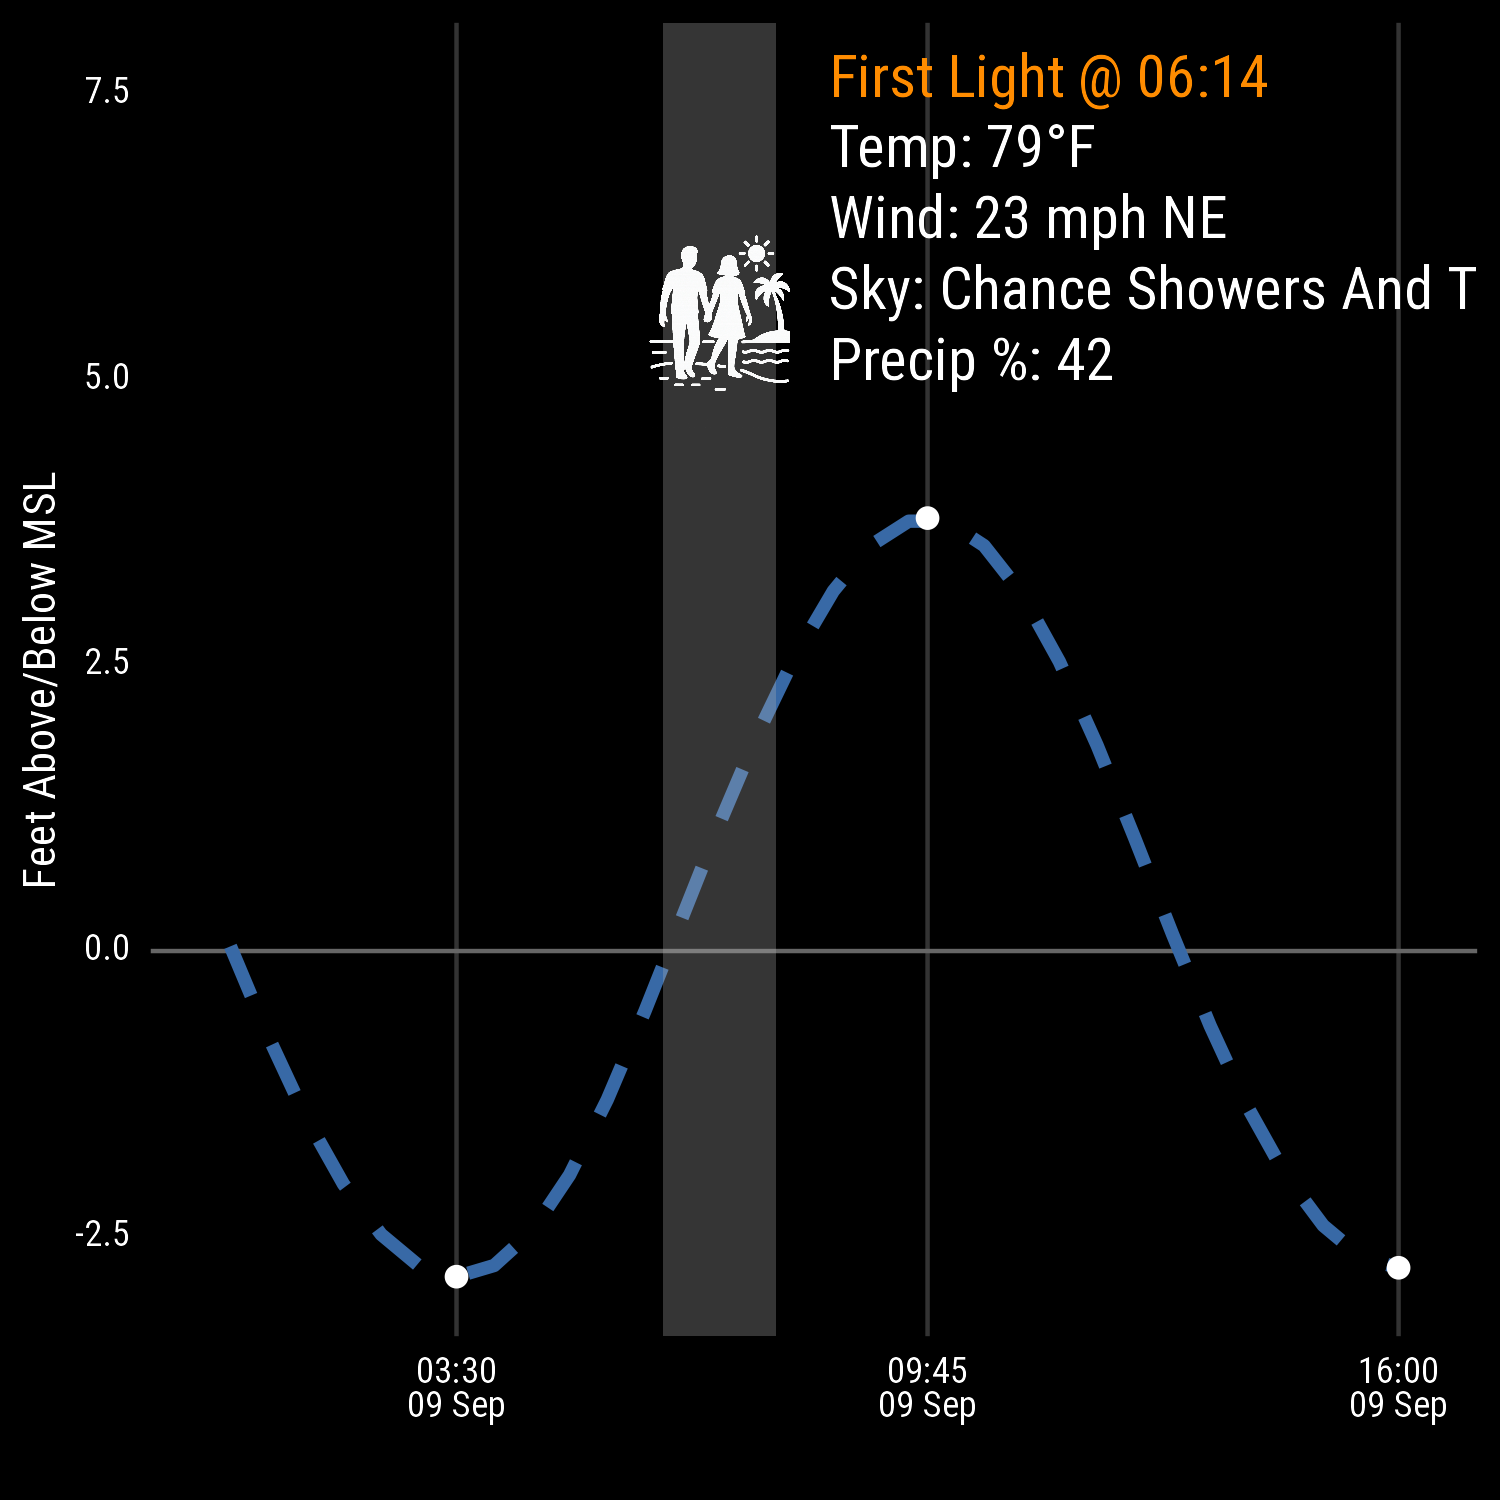 First Light @ 06:14
Temp: 79°F
Wind: 23 mph NE
Sky: Chance Showers And T
Precip %: 42
Feet Above/Below MSL
7.5
5.0
2.5
0.0
-2.5
03:30
09 Sep
09:45
09 Sep
16:00
09 Sep